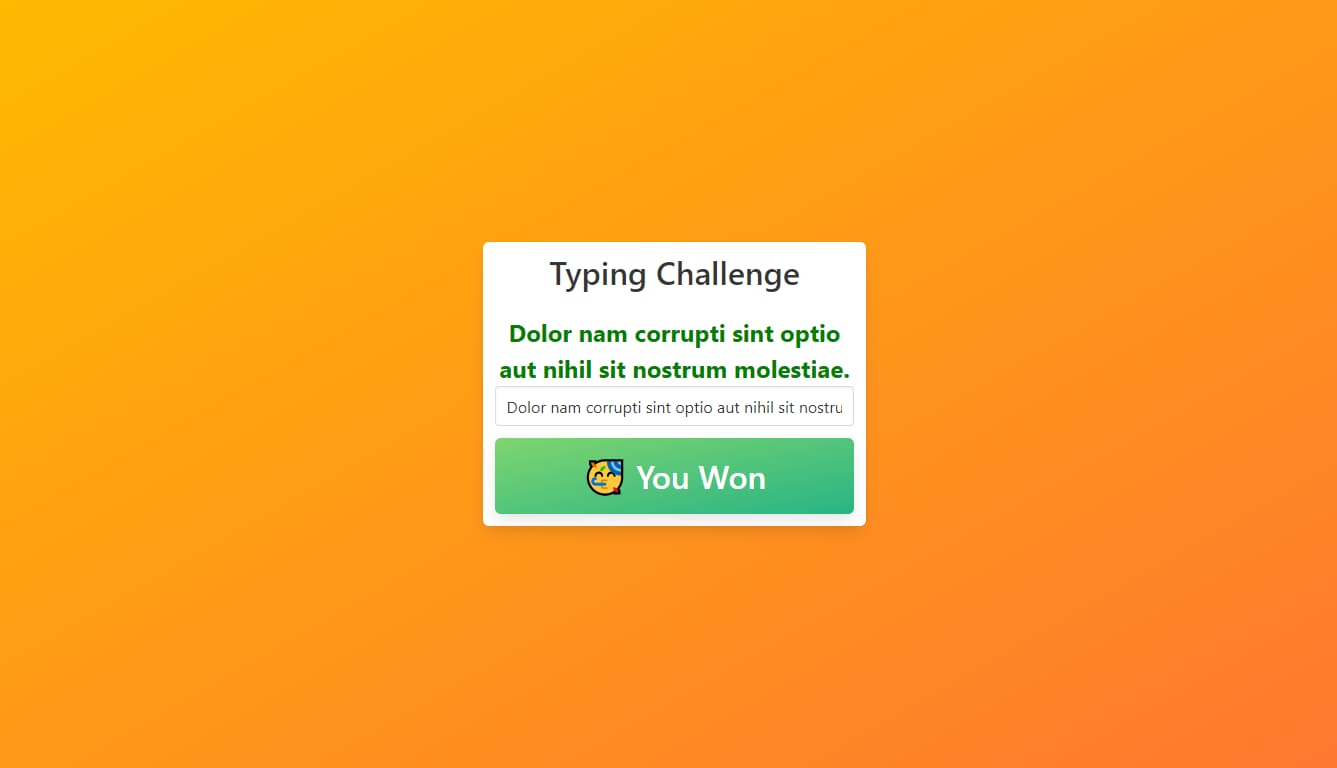 Typing Challenge
Dolor nam corrupti sint optio
aut nihil sit nostrum molestiae.
Dolor nam corrupti sint optio aut nihil sit nostru
You Won